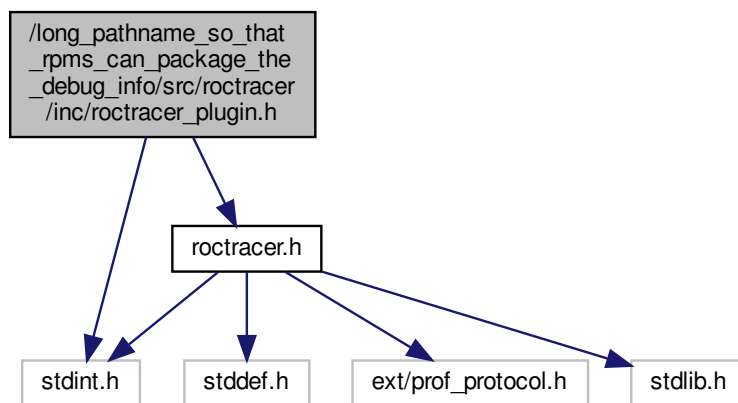 /long_pathname_so_that
_rpms_can_package_the
_debug_info/src/roctracer
/inc/roctracer_plugin.h
roctracer.h
stdint.h
stddef.h
ext/prof_protocol.h
stdlib.h